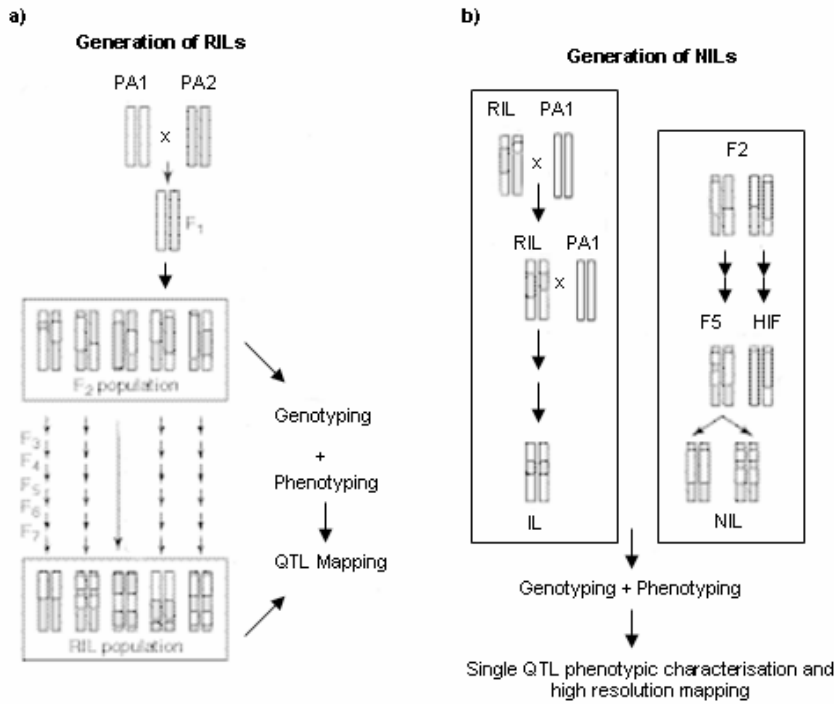 a)
Generation of RILs
PA1 PA2
x
F1
F2 population
F3
F4
F5
F6
F7
RIL population
Genotyping
+
Phenotyping
QTL Mapping
b)
Generation of NILs
RIL PA1
x
RIL PA1
x
IL
F2
F5 HIF
NIL
Genotyping + Phenotyping
Single QTL phenotypic characterisation and
high resolution mapping